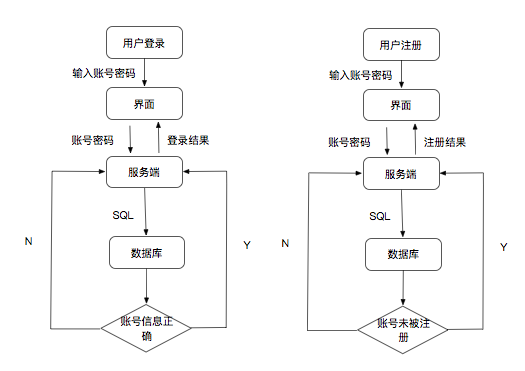 用户登录
输入账号密码
界面
账号密码
登录结果
服务端
SQL
N
Y
数据库
账号信息正
确
用户注册
输入账号密码
界面
账号密码
注册结果
服务端
SQL
N
Y
数据库
账号未被注
册